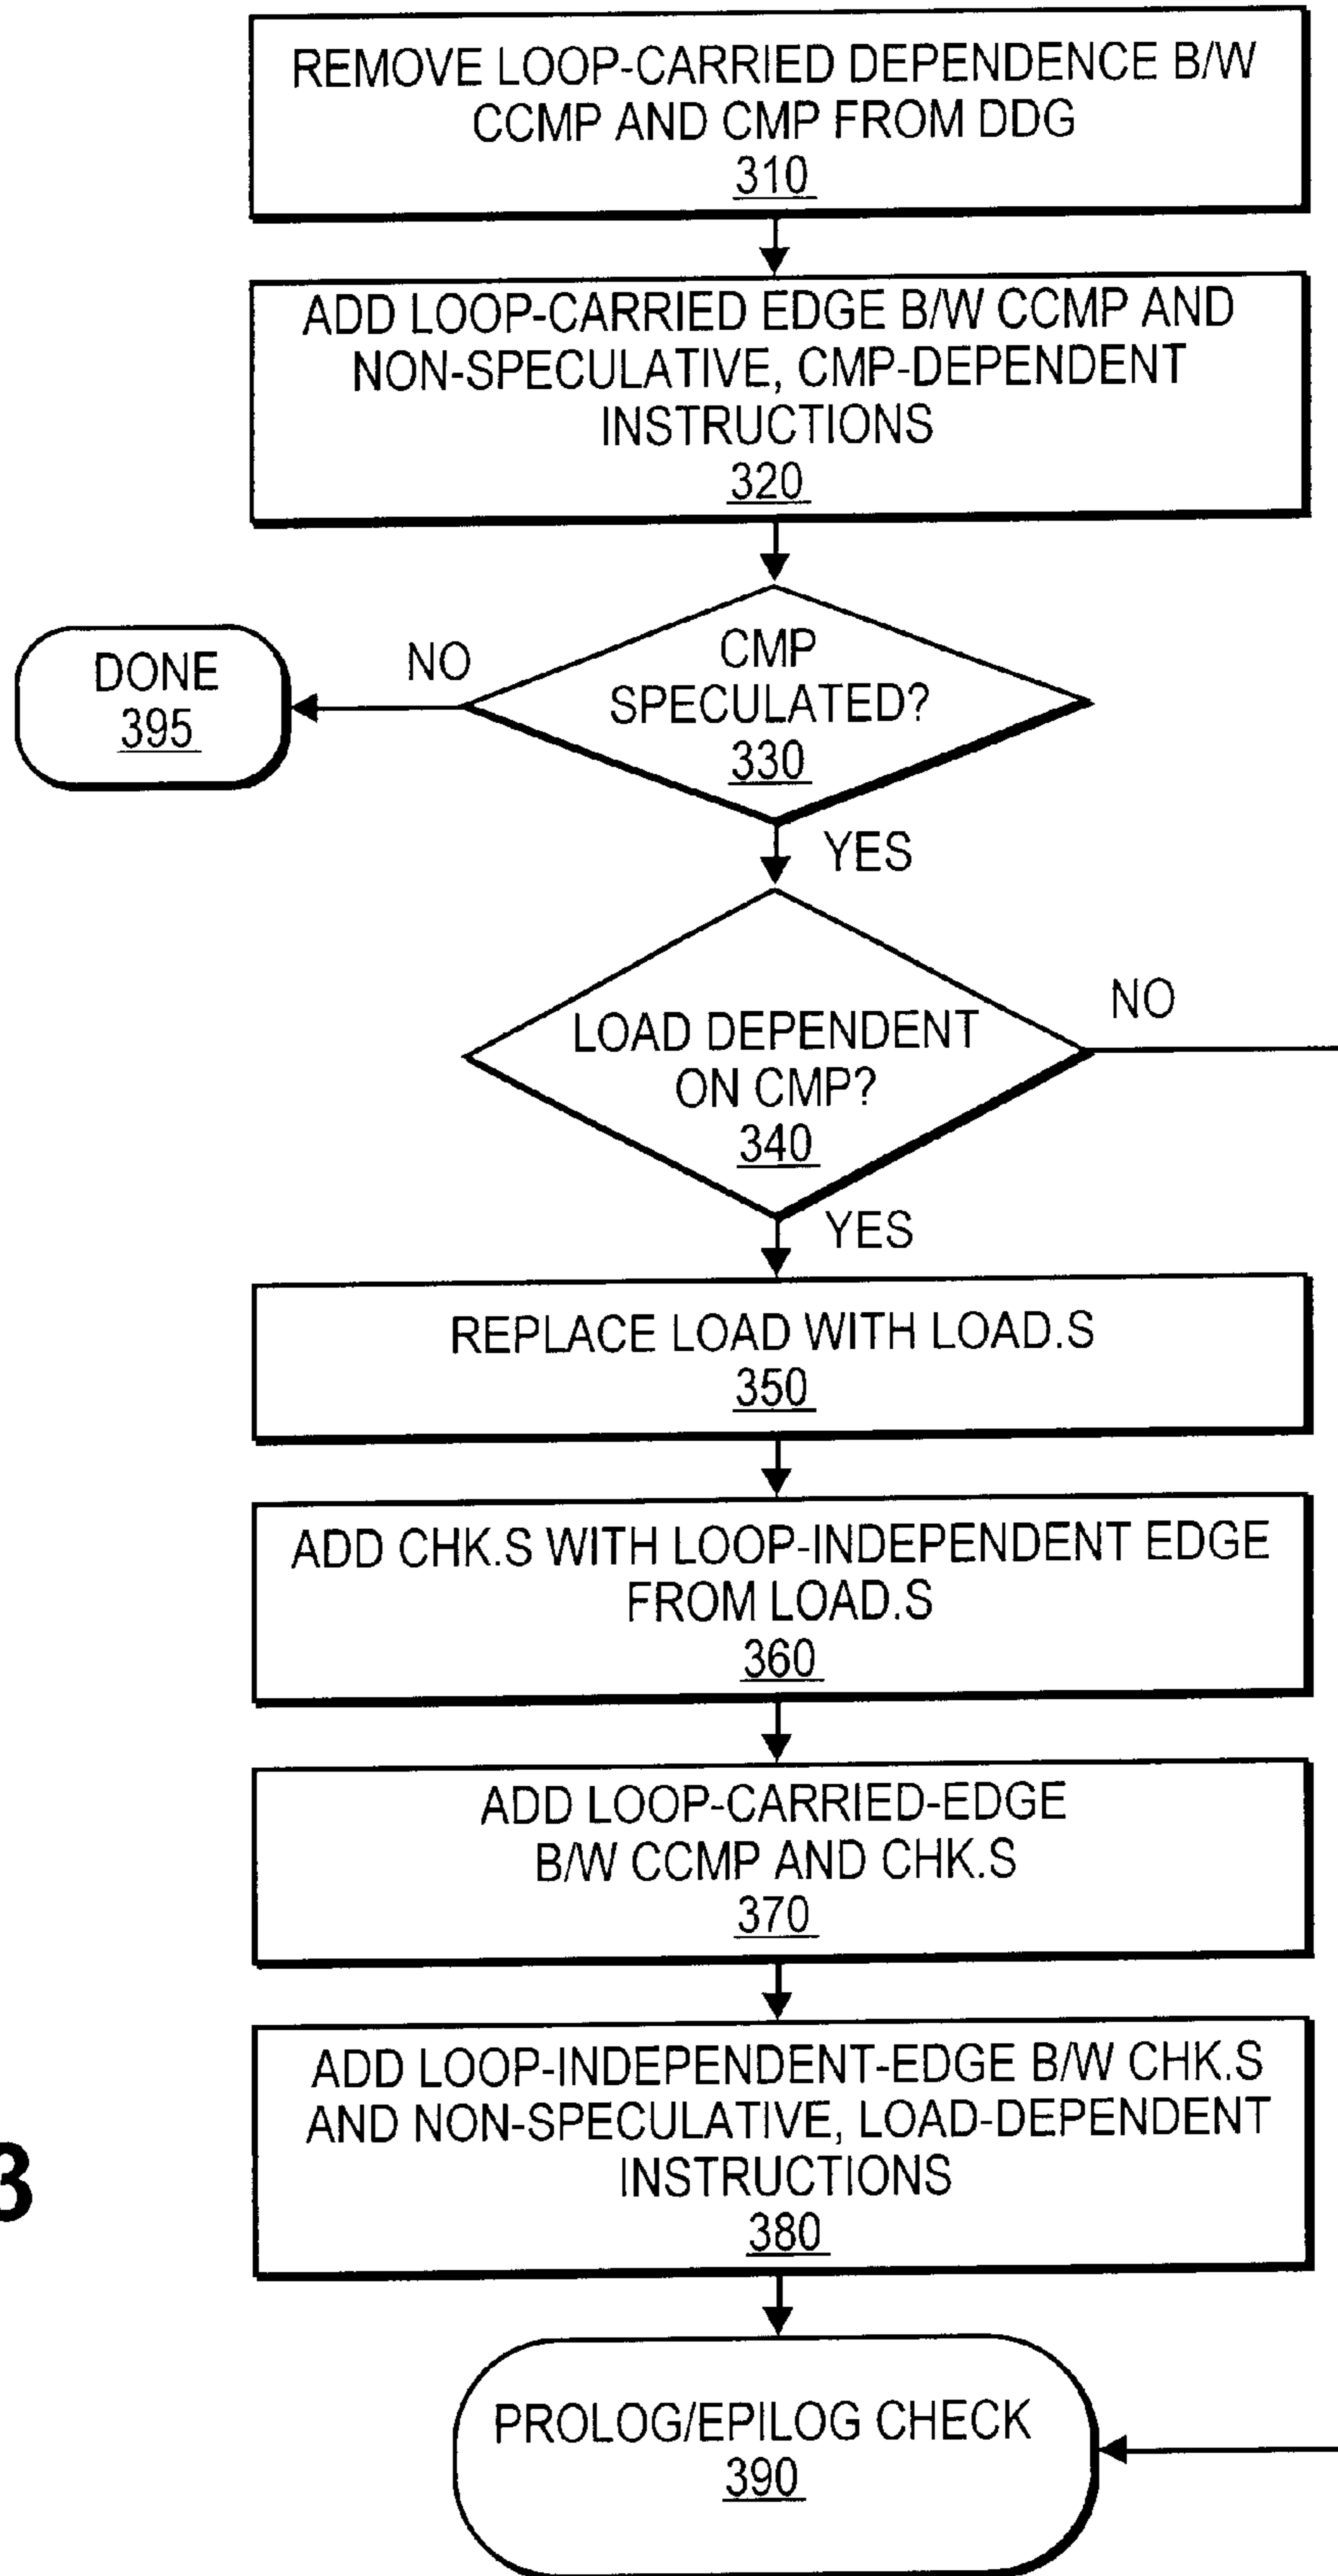 REMOVE LOOP-CARRIED DEPENDENCE B/W
CCMP AND CMP FROM DDG
310
ADD LOOP-CARRIED EDGE B/W CCMP AND
NON-SPECULATIVE, CMP-DEPENDENT
INSTRUCTIONS
320
CMP
SPECULATED?
330
NO
DONE
395
YES
LOAD DEPENDENT
ON CMP?
340
NO
YES
REPLACE LOAD WITH LOAD.S
350
ADD CHK.S WITH LOOP-INDEPENDENT EDGE
FROM LOAD.S
360
ADD LOOP-CARRIED-EDGE
B/W CCMP AND CHK.S
370
ADD LOOP-INDEPENDENT-EDGE B/W CHK.S
AND NON-SPECULATIVE, LOAD-DEPENDENT
INSTRUCTIONS
380
3
PROLOG/EPILOG CHECK
390